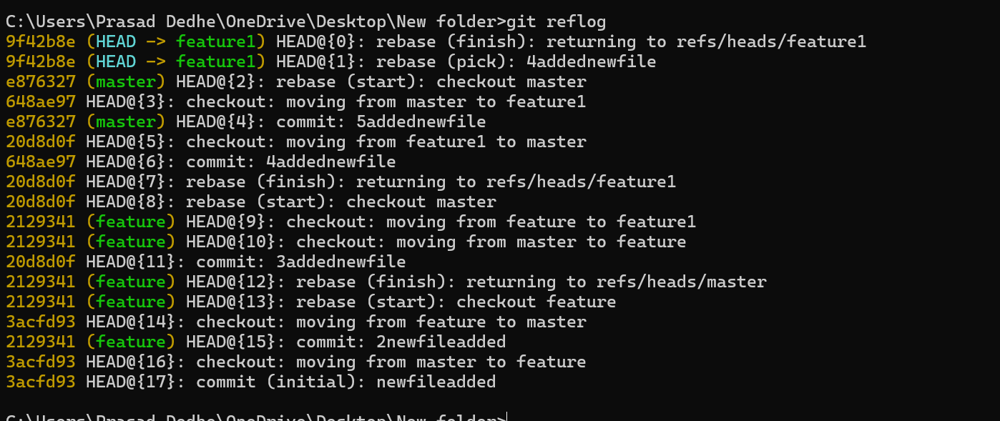 C:\Users\Prasad Dedhe\OneDrive\Desktop\New folder>git reflog
9f42b8e (HEAD -> feature1) HEAD@{0}: rebase (finish): returning to refs/heads/feature1
9f42b8e (HEAD -> feature1) HEAD@{1}: rebase (pick): 4addednewfile
e876327 (master) HEAD@{2}: rebase (start): checkout master
648ae97 HEAD@{3}: checkout: moving from master to feature1
e876327 (master) HEAD@{4}: commit: 5addednewfile
20d8d0f HEAD@{5}: checkout: moving from feature1 to master
648ae97 HEAD@{6}: commit: 4addednewfile
20d8d0f HEAD@{7}: rebase (finish): returning to refs/heads/feature1
20d8d0f HEAD@{8}: rebase (start): checkout master
2129341 (feature) HEAD@{9}: checkout: moving from feature to feature1
2129341 (feature) HEAD@{10}: checkout: moving from master to feature
20d8d0f HEAD@{11}: commit: 3addednewfile
2129341 (feature) HEAD@{12}: rebase (finish): returning to refs/heads/master
2129341 (feature) HEAD@{13}: rebase (start): checkout feature
3acfd93 HEAD@{14}: checkout: moving from feature to master
2129341 (feature) HEAD@{15}: commit: 2newfileadded
3acfd93 HEAD@{16}: checkout: moving from master to feature
3acfd93 HEAD@{17}: commit (initial): newfileadded
C:\Users\Prasad Dedhe\OneDrive\Desktop\New folder>